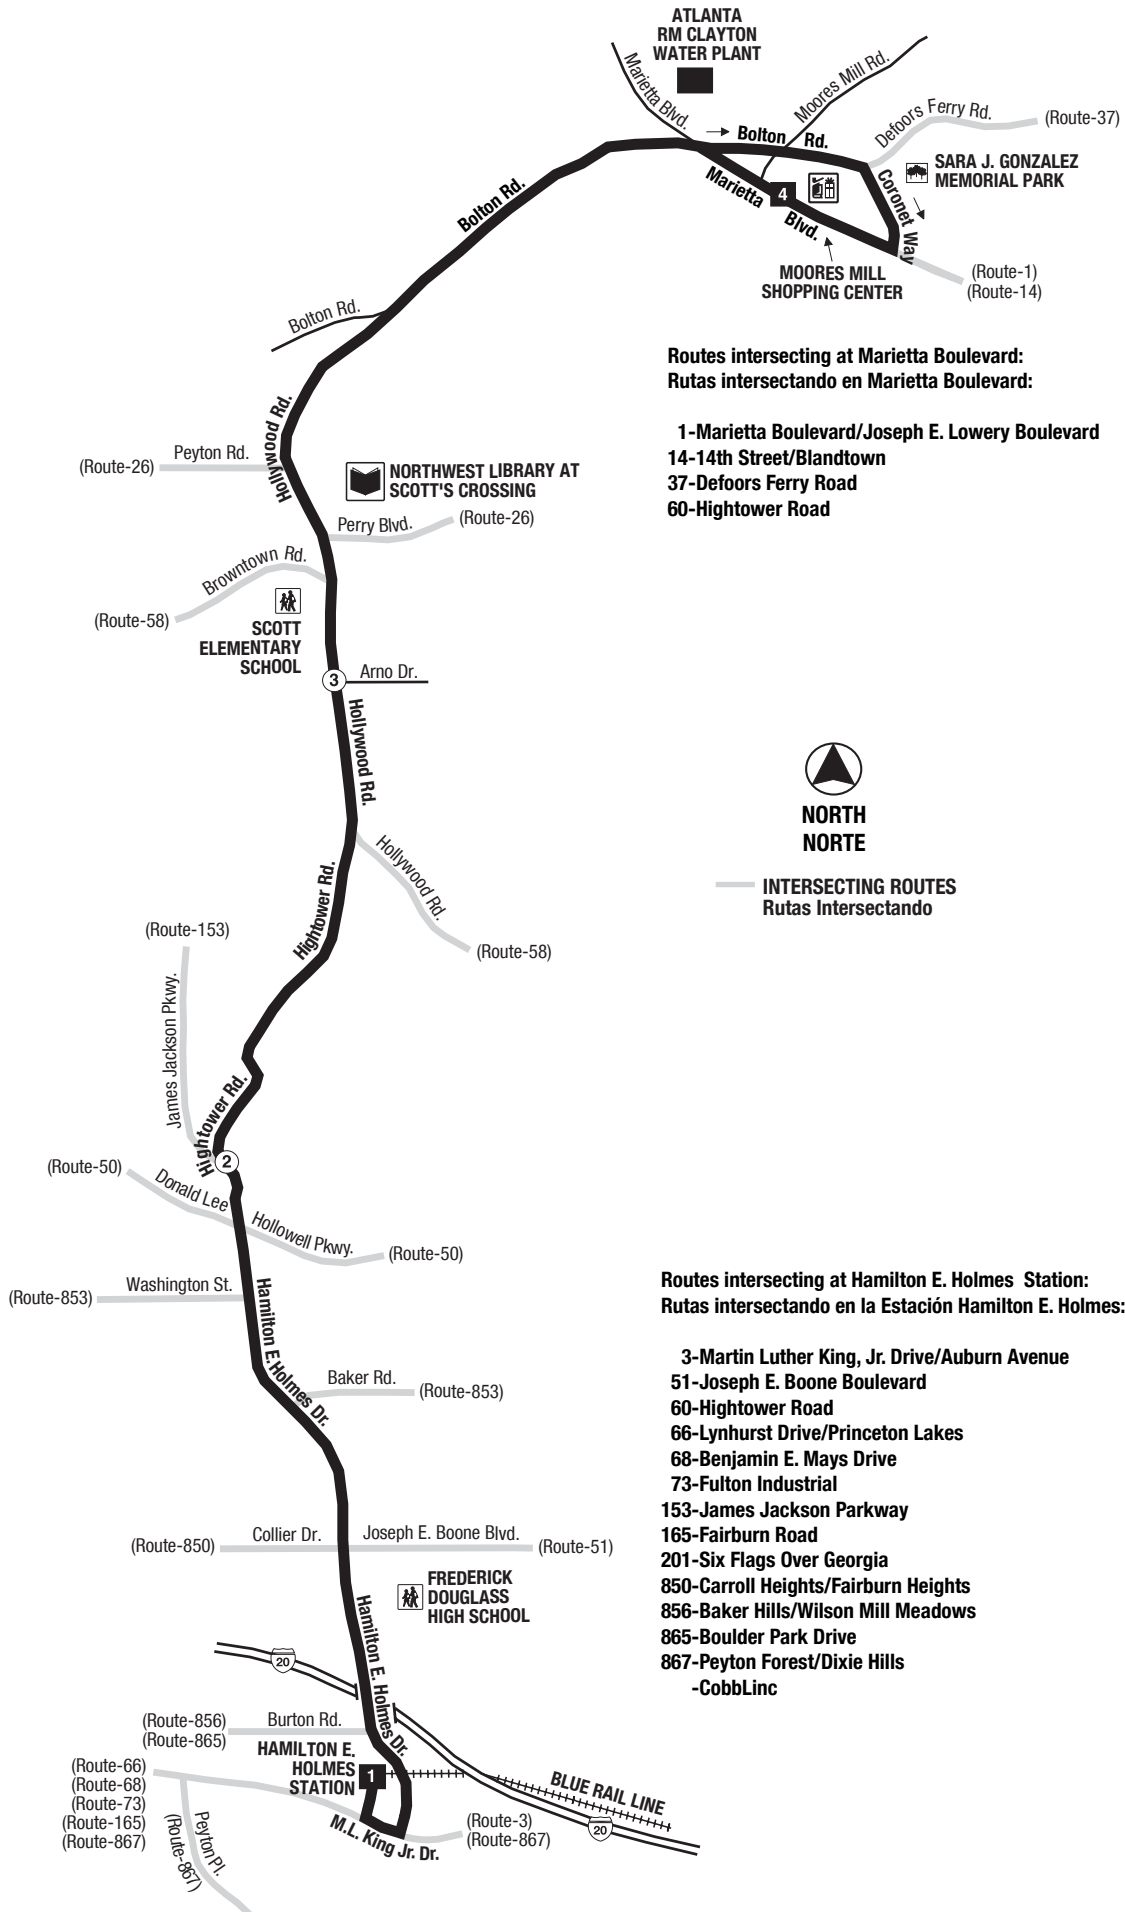 ATLANTA
RM CLAYTON
WATER PLANT
Marietta Blvd.
Moores Mill Rd.
Defoors Ferry Rd.
(Route-37)
Bolton Rd.
SARA J. GONZALEZ
MEMORIAL PARK
Coronet Way
Marietta Blvd.
4
Bolton Rd.
MOORES MILL
SHOPPING CENTER
(Route-1)
(Route-14)
Bolton Rd.
Routes intersecting at Marietta Boulevard:
Rutas intersectando en Marietta Boulevard:
1-Marietta Boulevard/Joseph E. Lowery Boulevard
14-14th Street/Blandtown
37-Defoors Ferry Road
60-Hightower Road
Hollywood Rd.
(Route-26)
Peyton Rd.
NORTHWEST LIBRARY AT
SCOTT'S CROSSING
Perry Blvd.
(Route-26)
Browntown Rd.
(Route-58)
SCOTT
ELEMENTARY
SCHOOL
3
Arno Dr.
Hollywood Rd.
NORTH
NORTE
INTERSECTING ROUTES
Rutas Intersectando
Hollywood Rd.
(Route-58)
Hightower Rd.
(Route-153)
James Jackson Pkwy.
Hightower Rd.
2
(Route-50)
Donald Lee Hollowell Pkwy.
(Route-50)
Washington St.
(Route-853)
Hamilton E. Holmes Dr.
Baker Rd.
(Route-853)
Routes intersecting at Hamilton E. Holmes Station:
Rutas intersectando en la Estación Hamilton E. Holmes:
3-Martin Luther King, Jr. Drive/Auburn Avenue
51-Joseph E. Boone Boulevard
60-Hightower Road
66-Lynhurst Drive/Princeton Lakes
68-Benjamin E. Mays Drive
73-Fulton Industrial
153-James Jackson Parkway
165-Fairburn Road
201-Six Flags Over Georgia
850-Carroll Heights/Fairburn Heights
856-Baker Hills/Wilson Mill Meadows
865-Boulder Park Drive
867-Peyton Forest/Dixie Hills
-CobbLinc
(Route-850)
Collier Dr.
Joseph E. Boone Blvd.
(Route-51)
FREDERICK
DOUGLASS
HIGH SCHOOL
Hamilton E. Holmes Dr.
20
(Route-856)
(Route-865)
Burton Rd.
HAMILTON E.
HOLMES
STATION
1
BLUE RAIL LINE
20
(Route-66)
(Route-68)
(Route-73)
(Route-165)
(Route-867)
Peyton Pl.
(Route-867)
M.L. King Jr. Dr.
(Route-3)
(Route-867)